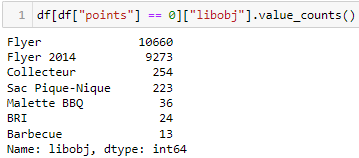 1 df[df["points"] == 0]["libobj"].value_counts()
Flyer 10660
Flyer 2014 9273
Collecteur 254
Sac Pique-Nique 223
Malette BBQ 36
BRI 24
Barbecue 13
Name: libobj, dtype: int64